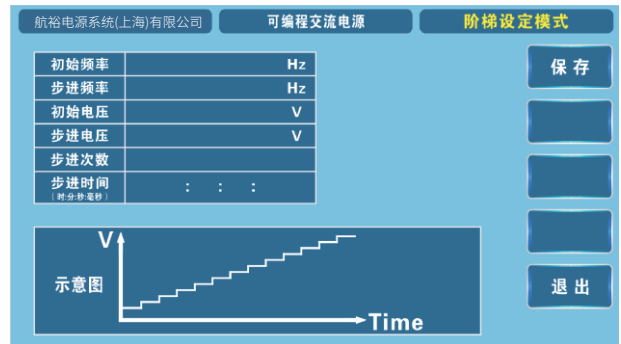 航裕电源系统(上海)有限公司 可编程交流电源 阶梯设定模式
初始频率 Hz
步进频率 Hz
初始电压 V
步进电压 V
步进次数
步进时间 : : :
(时:分:秒:毫秒)
保存
V
示意图
Time
退出